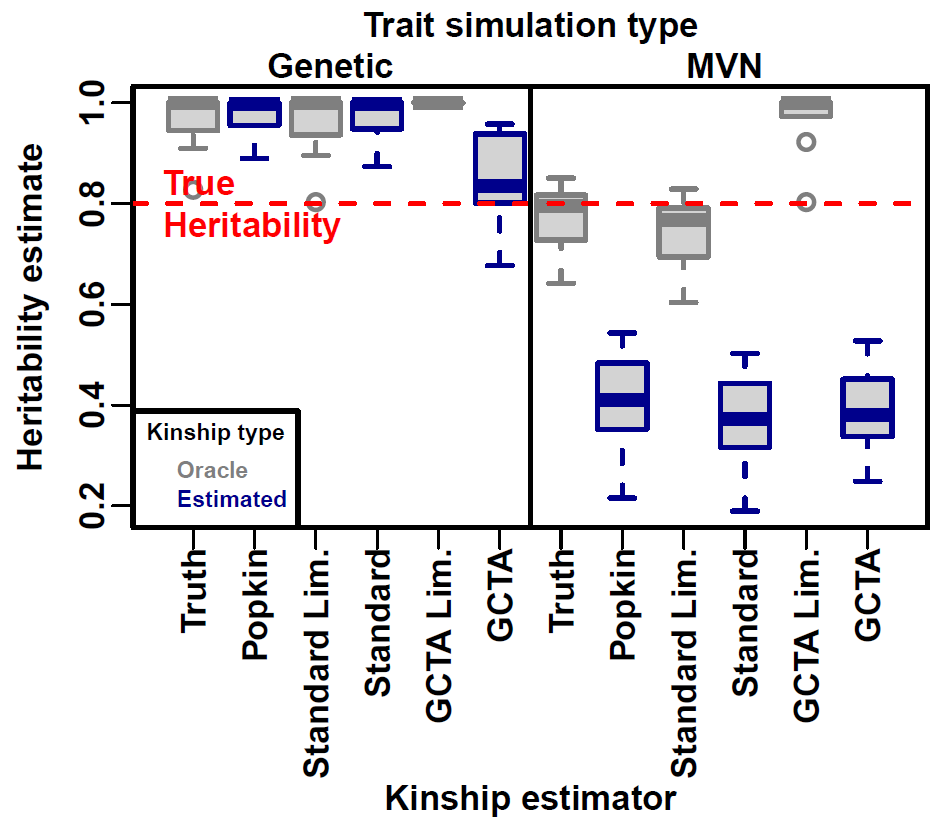 Trait simulation type
Genetic
MVN
Heritability estimate
1.0
0.8
0.6
0.4
0.2
True
Heritability
Kinship type
Oracle
Estimated
Truth
Popkin
Standard Lim.
Standard
GCTA Lim.
GCTA
Truth
Popkin
Standard Lim.
Standard
GCTA Lim.
GCTA
Kinship estimator